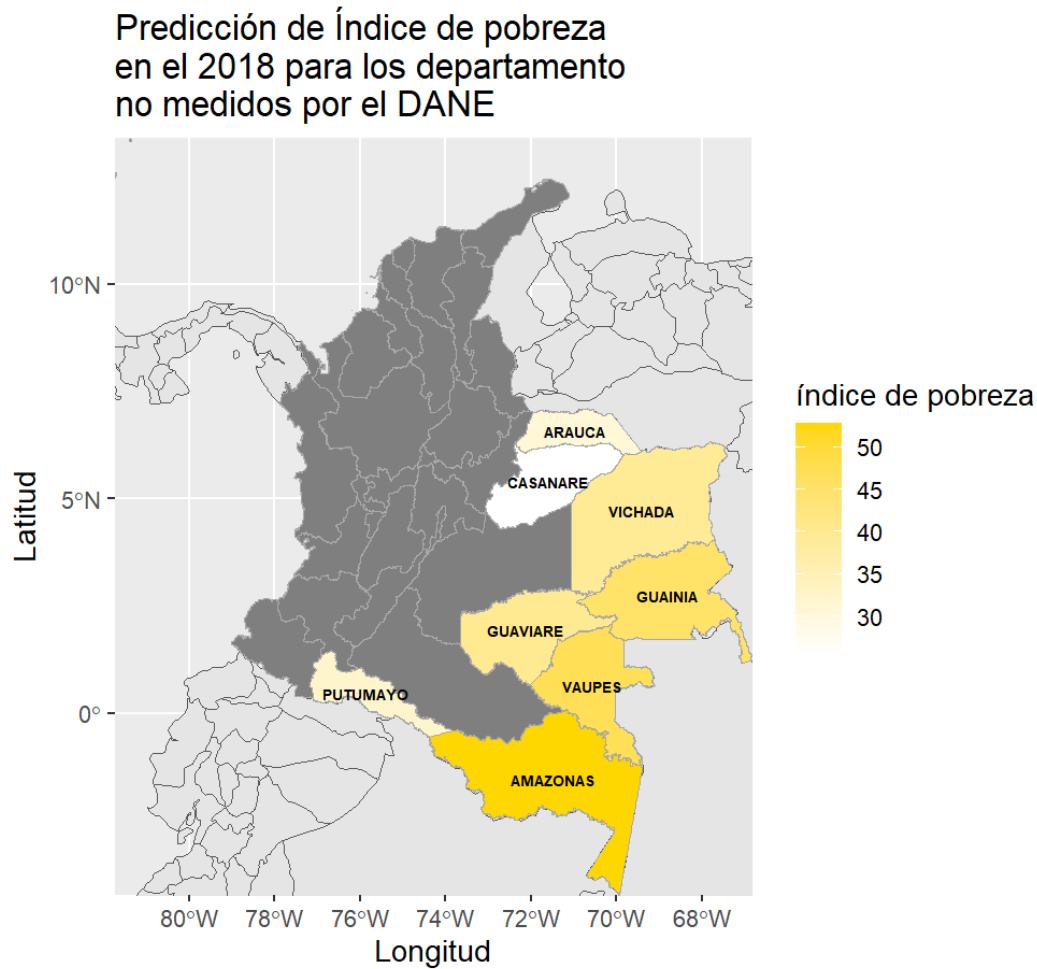 Predicción de Índice de pobreza
en el 2018 para los departamento
no medidos por el DANE
10°N
5°N
0°
Latitud
ARAUCA
CASANARE
VICHADA
GUAINIA
GUAVIARE
VAUPES
PUTUMAYO
AMAZONAS
80°W 78°W 76°W 74°W 72°W 70°W 68°W
Longitud
índice de pobreza
50
45
40
35
30